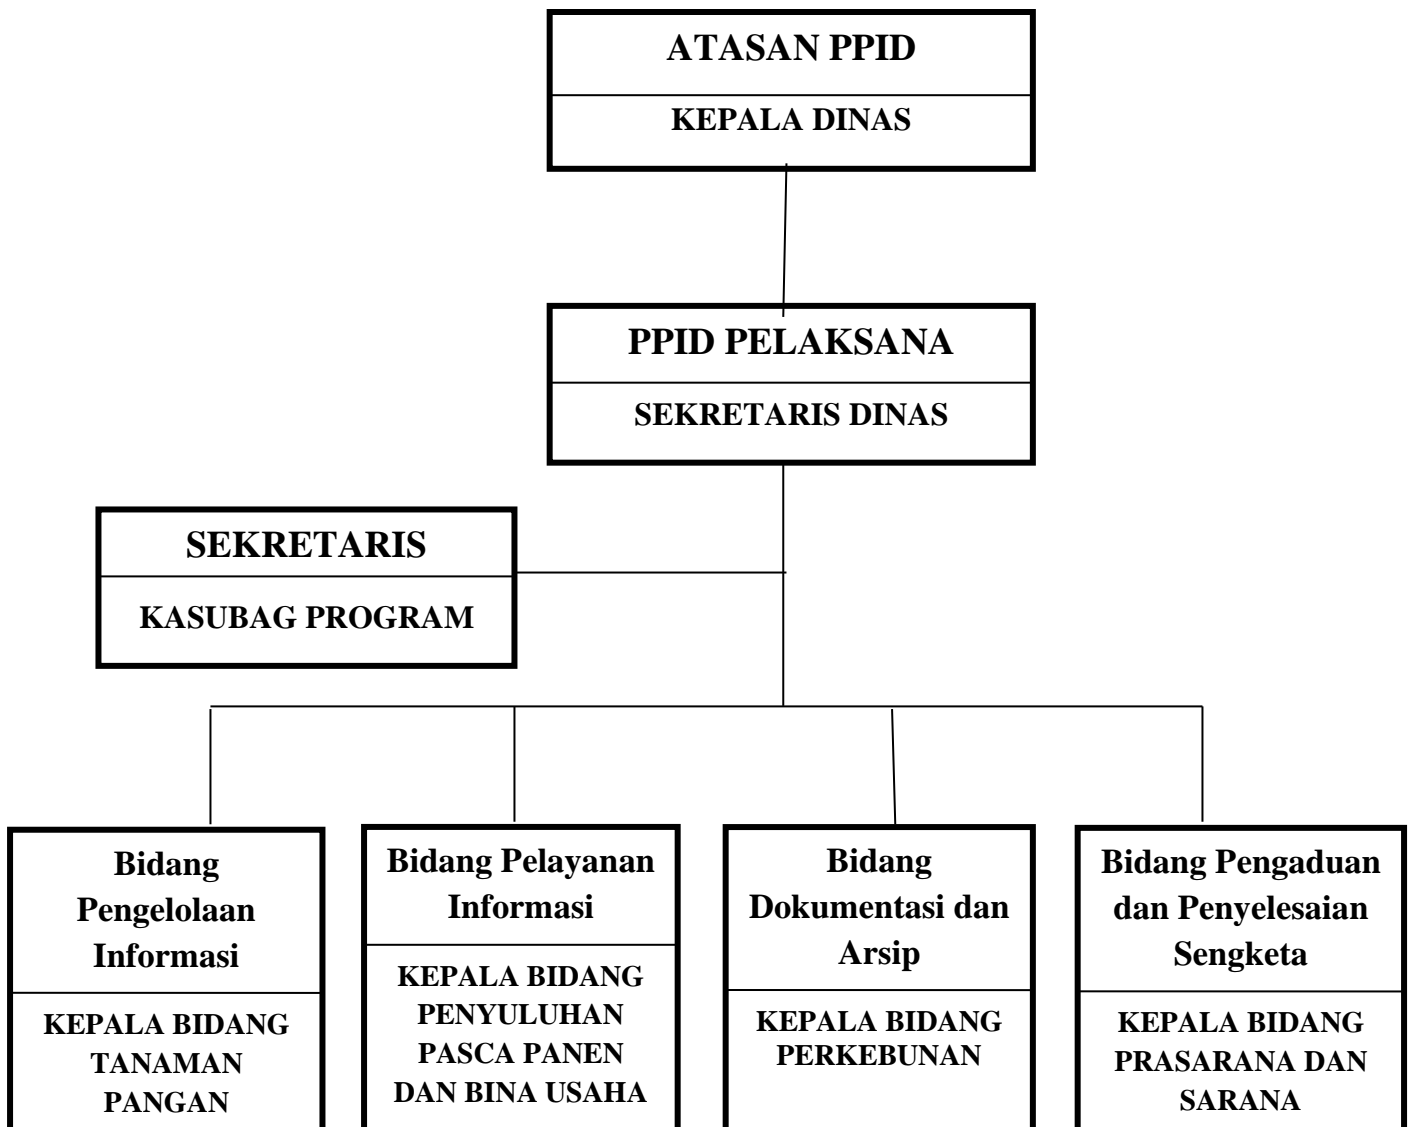 ATASAN PPID
KEPALA DINAS
PPID PELAKSANA
SEKRETARIS DINAS
SEKRETARIS
KASUBAG PROGRAM
Bidang
Pengelolaan
Informasi
KEPALA BIDANG
TANAMAN
PANGAN
Bidang Pelayanan
Informasi
KEPALA BIDANG
PENYULUHAN
PASCA PANEN
DAN BINA USAHA
Bidang
Dokumentasi dan
Arsip
KEPALA BIDANG
PERKEBUNAN
Bidang Pengaduan
dan Penyelesaian
Sengketa
KEPALA BIDANG
PRASARANA DAN
SARANA